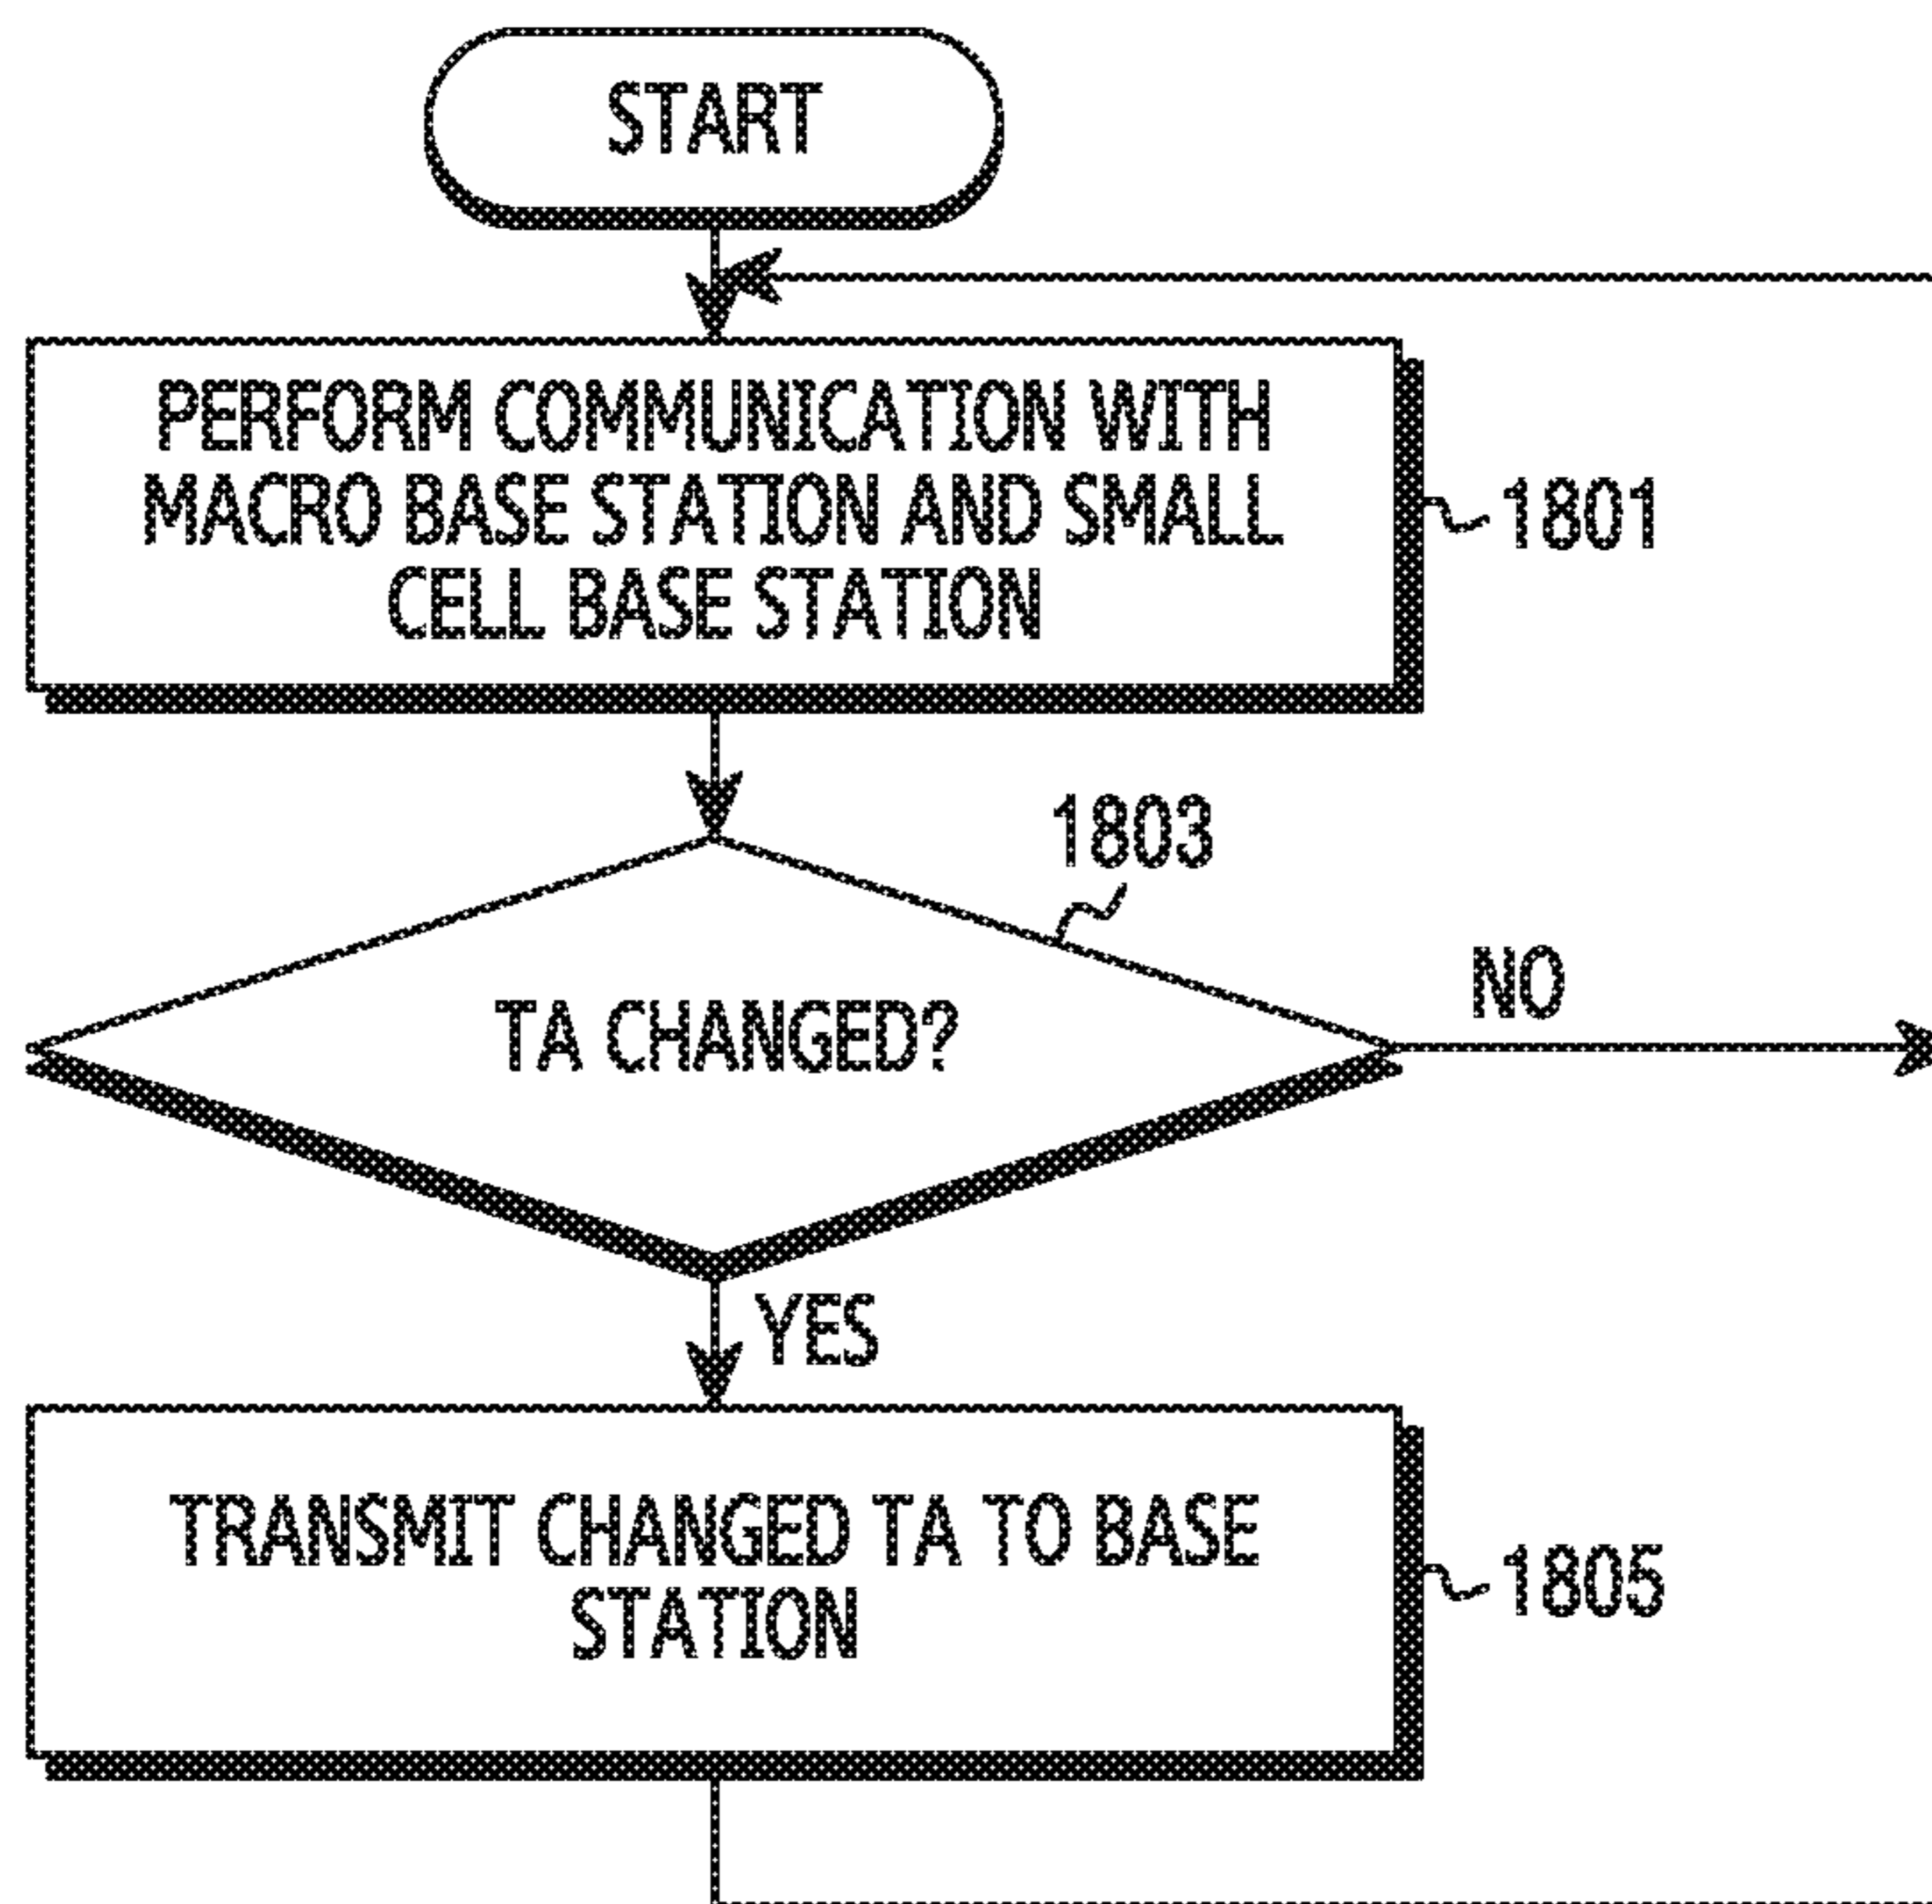 START
PERFORM COMMUNICATION WITH
MACRO BASE STATION AND SMALL
CELL BASE STATION
1801
1803
TA CHANGED?
NO
YES
TRANSMIT CHANGED TA TO BASE
STATION
1805